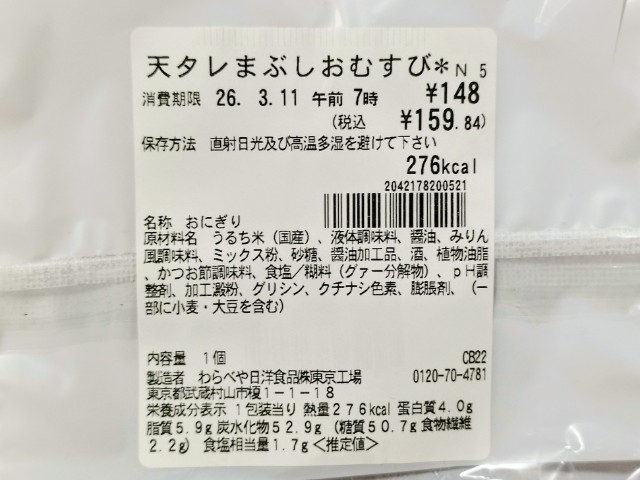 天タレまぶしおむすび＊N 5
消費期限 26. 3.11 午前 7時 ¥148
(税込 ¥159.84)
保存方法 直射日光及び高温多湿を避けて下さい
276kcal
2042178200521
名称 おにぎり
原材料名 うるち米（国産）、液体調味料、醤油、みりん
風調味料、ミックス粉、砂糖、醤油加工品、酒、植物油脂
、かつお節調味料、食塩／糊料（グァー分解物）、pH調
整剤、加工澱粉、グリシン、クチナシ色素、膨脹剤、（一
部に小麦・大豆を含む）
内容量 1個 CB22
製造者 わらべや日洋食品㈱東京工場 0120-70-4781
東京都武蔵村山市榎1－1－18
栄養成分表示 1包装当り 熱量276kcal 蛋白質4.0g
脂質5.9g 炭水化物52.9g（糖質50.7g 食物繊維
2.2g） 食塩相当量1.7g＜推定値＞